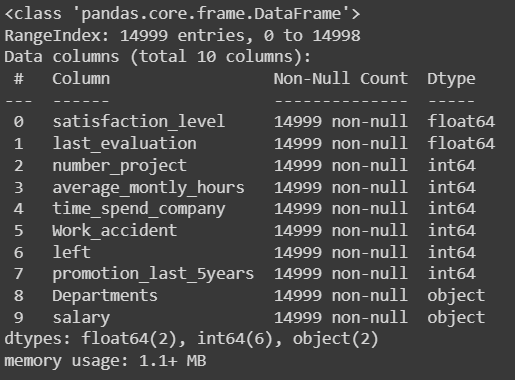 <class 'pandas.core.frame.DataFrame'>
RangeIndex: 14999 entries, 0 to 14998
Data columns (total 10 columns):
 #   Column                 Non-Null Count  Dtype
---  ------                 --------------  -----
 0   satisfaction_level     14999 non-null  float64
 1   last_evaluation        14999 non-null  float64
 2   number_project         14999 non-null  int64
 3   average_montly_hours   14999 non-null  int64
 4   time_spend_company     14999 non-null  int64
 5   Work_accident          14999 non-null  int64
 6   left                   14999 non-null  int64
 7   promotion_last_5years  14999 non-null  int64
 8   Departments            14999 non-null  object
 9   salary                 14999 non-null  object
dtypes: float64(2), int64(6), object(2)
memory usage: 1.1+ MB